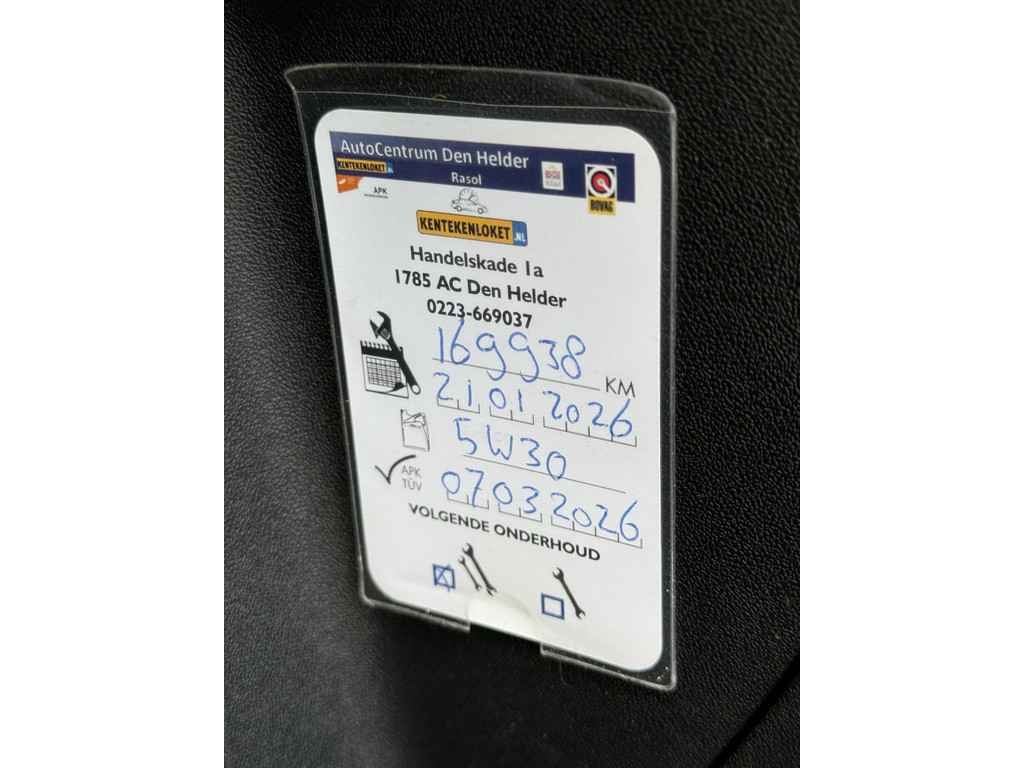 AutoCentrum Den Helder
Rasol
KENTEKENLOKET.NL
APK
BOVAG
KENTEKENLOKET.NL
Handelskade 1a
1785 AC Den Helder
0223-669037
169938 KM
21 01 2026
5W30
APK
TÜV
07 03 2026
VOLGENDE ONDERHOUD